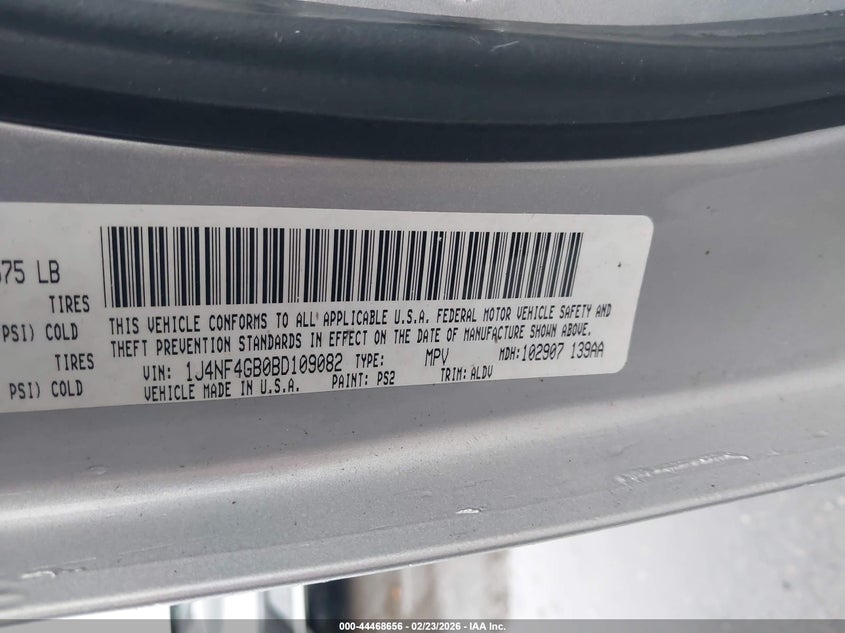 675 LB
TIRES
PSI) COLD
TIRES
PSI) COLD
THIS VEHICLE CONFORMS TO ALL APPLICABLE U.S.A. FEDERAL MOTOR VEHICLE SAFETY AND
THEFT PREVENTION STANDARDS IN EFFECT ON THE DATE OF MANUFACTURE SHOWN ABOVE.
VIN: 1J4NF4GB0BD109082 TYPE: MPV MDH:102907 139AA
VEHICLE MADE IN U.S.A. PAINT: PS2 TRIM: ALDV
000-44468656 | 02/23/2026 - IAA Inc.